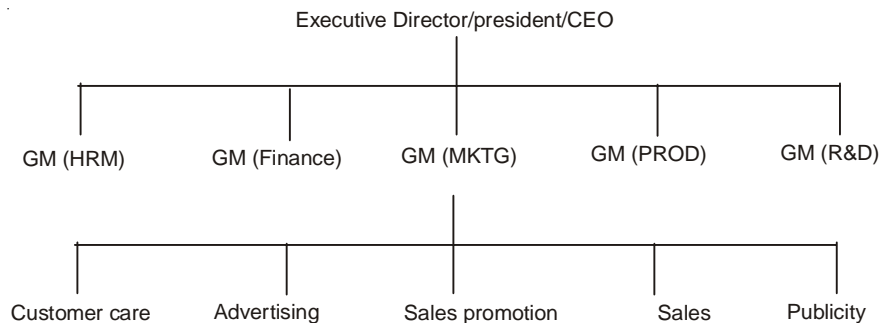 Executive Director/president/CEO
GM (HRM) GM (Finance) GM (MKTG) GM (PROD) GM (R&D)
Customer care Advertising Sales promotion Sales Publicity